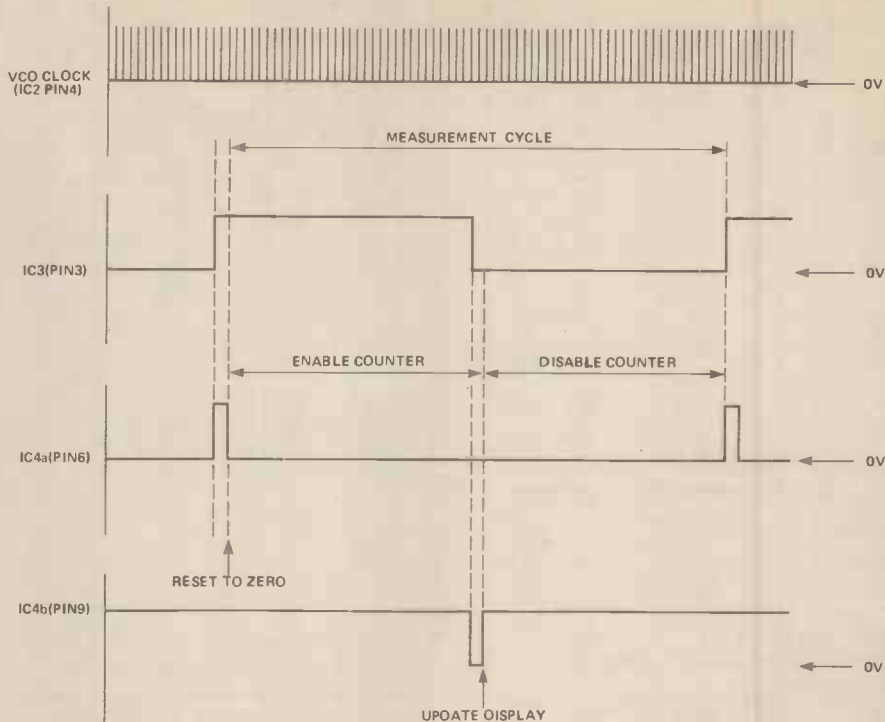 VCO CLOCK
(IC2 PIN4)
0V
MEASUREMENT CYCLE
IC3(PIN3)
0V
ENABLE COUNTER
DISABLE COUNTER
IC4a(PIN6)
0V
RESET TO ZERO
IC4b(PIN9)
0V
UPOATE OISPLAY